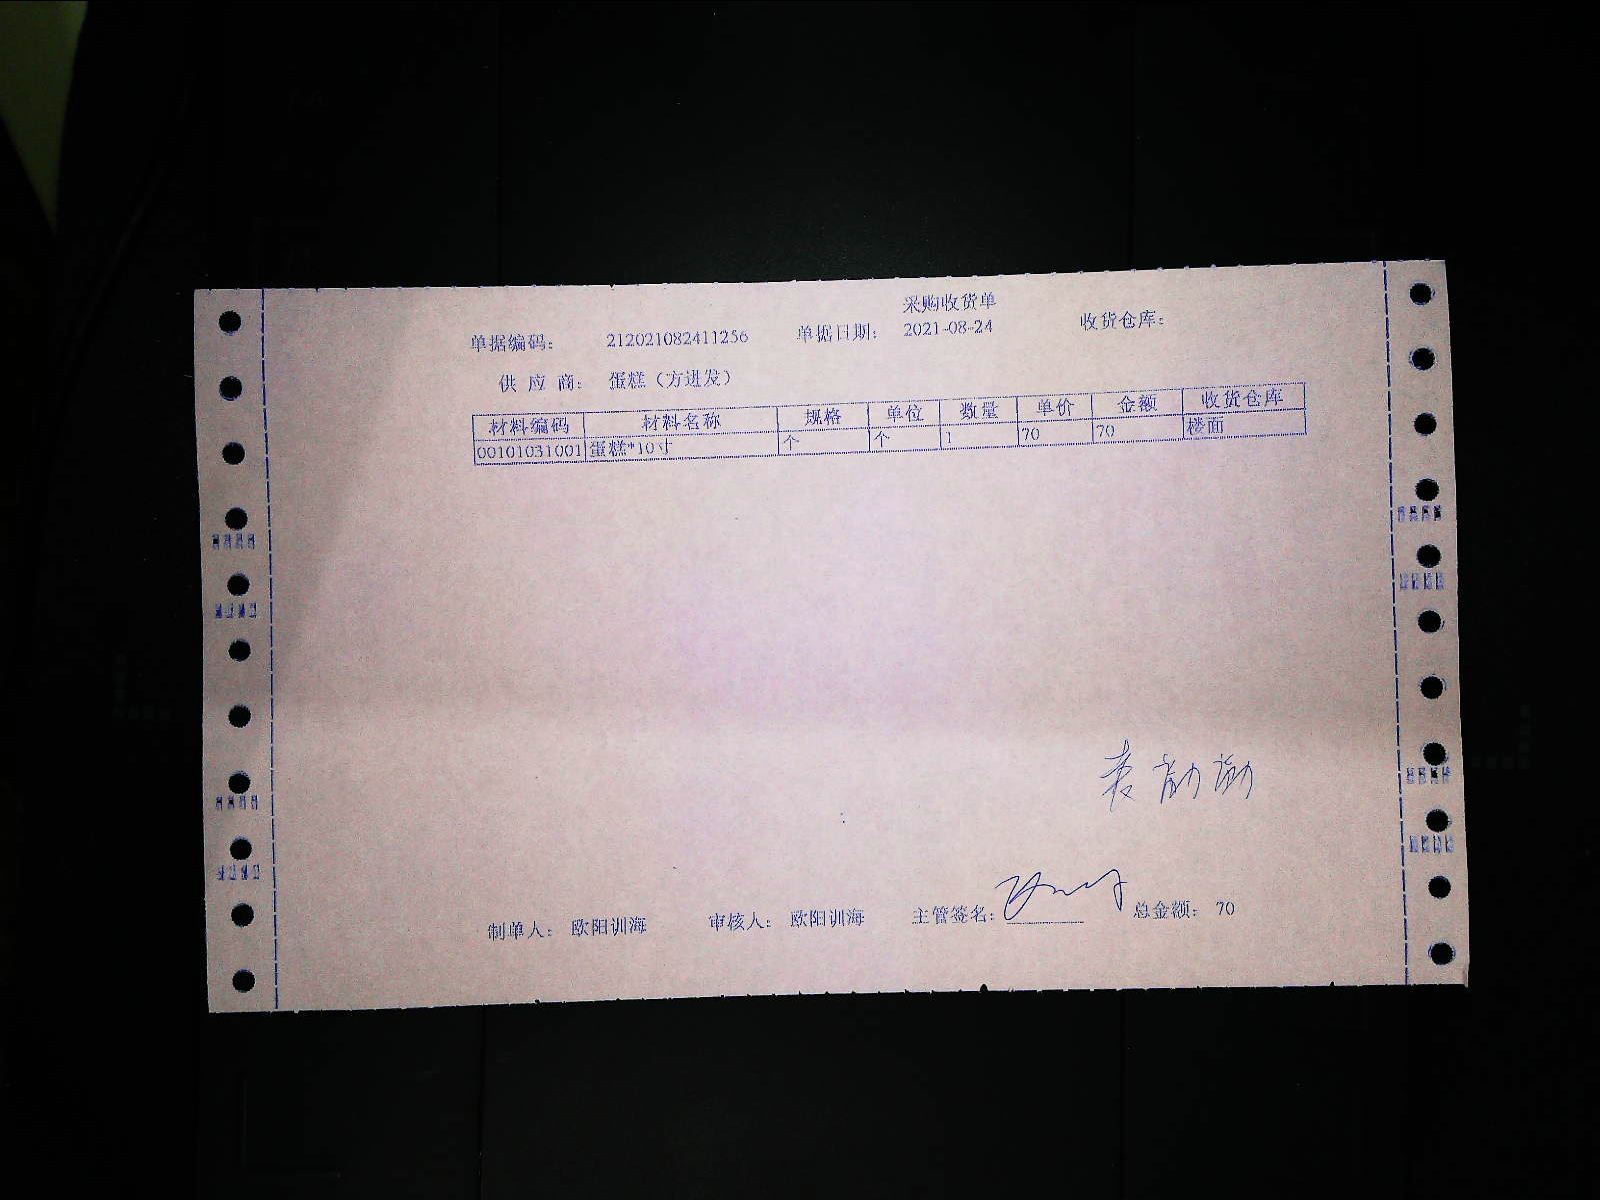 采购收货单
单据编码： 212021082411256 单据日期： 2021-08-24 收货仓库：
供 应 商： 蛋糕（方进发）
材料编码 材料名称 规格 单位 数量 单价 金额 收货仓库
00101031001 蛋糕*10寸 个 个 1 70 70 楼面
制单人： 欧阳训海 审核人： 欧阳训海 主管签名： 总金额： 70